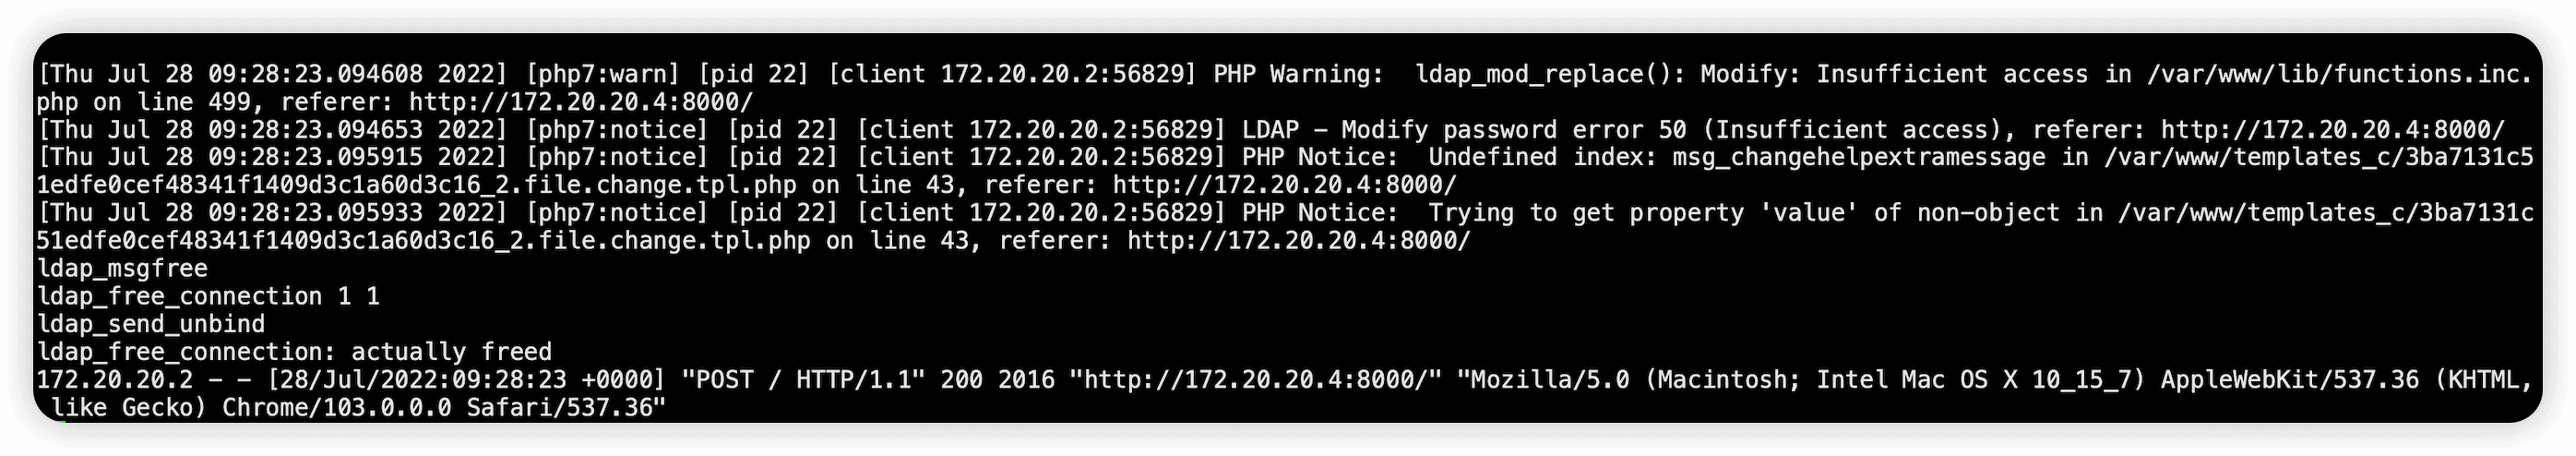 [Thu Jul 28 09:28:23.094608 2022] [php7:warn] [pid 22] [client 172.20.20.2:56829] PHP Warning:  ldap_mod_replace(): Modify: Insufficient access in /var/www/lib/functions.inc.
php on line 499, referer: http://172.20.20.4:8000/
[Thu Jul 28 09:28:23.094653 2022] [php7:notice] [pid 22] [client 172.20.20.2:56829] LDAP - Modify password error 50 (Insufficient access), referer: http://172.20.20.4:8000/
[Thu Jul 28 09:28:23.095915 2022] [php7:notice] [pid 22] [client 172.20.20.2:56829] PHP Notice:  Undefined index: msg_changehelpextramessage in /var/www/templates_c/3ba7131c5
1edfe0cef48341f1409d3c1a60d3c16_2.file.change.tpl.php on line 43, referer: http://172.20.20.4:8000/
[Thu Jul 28 09:28:23.095933 2022] [php7:notice] [pid 22] [client 172.20.20.2:56829] PHP Notice:  Trying to get property 'value' of non-object in /var/www/templates_c/3ba7131c
51edfe0cef48341f1409d3c1a60d3c16_2.file.change.tpl.php on line 43, referer: http://172.20.20.4:8000/
ldap_msgfree
ldap_free_connection 1 1
ldap_send_unbind
ldap_free_connection: actually freed
172.20.20.2 - - [28/Jul/2022:09:28:23 +0000] "POST / HTTP/1.1" 200 2016 "http://172.20.20.4:8000/" "Mozilla/5.0 (Macintosh; Intel Mac OS X 10_15_7) AppleWebKit/537.36 (KHTML,
 like Gecko) Chrome/103.0.0.0 Safari/537.36"